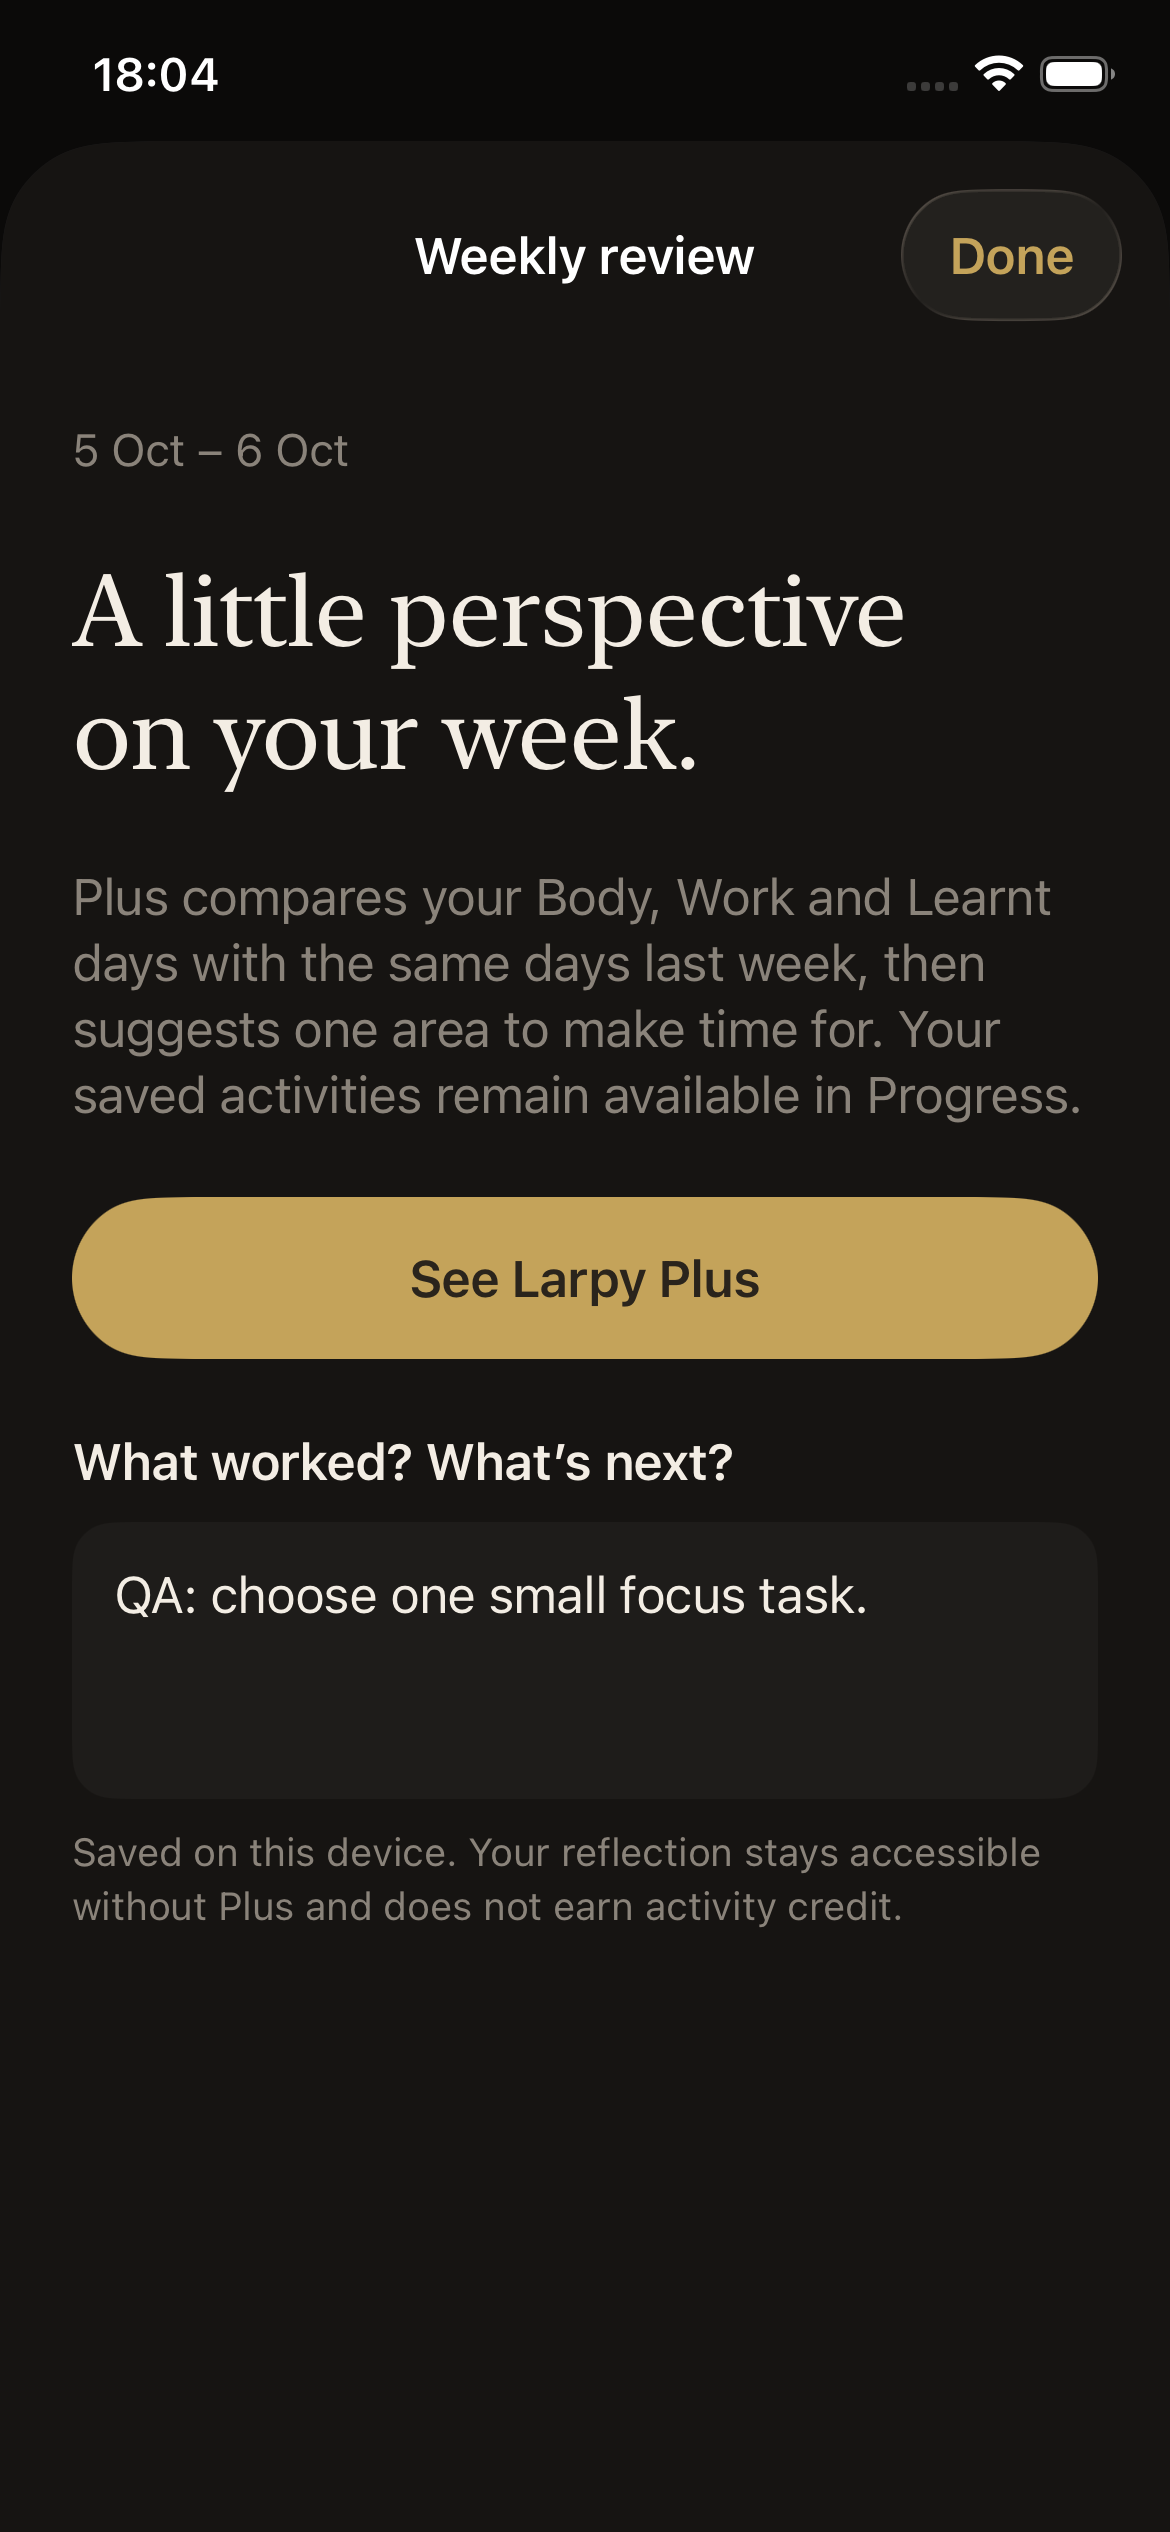 18:04
Weekly review
Done
5 Oct – 6 Oct
A little perspective
on your week.
Plus compares your Body, Work and Learnt
days with the same days last week, then
suggests one area to make time for. Your
saved activities remain available in Progress.
See Larpy Plus
What worked? What’s next?
QA: choose one small focus task.
Saved on this device. Your reflection stays accessible
without Plus and does not earn activity credit.